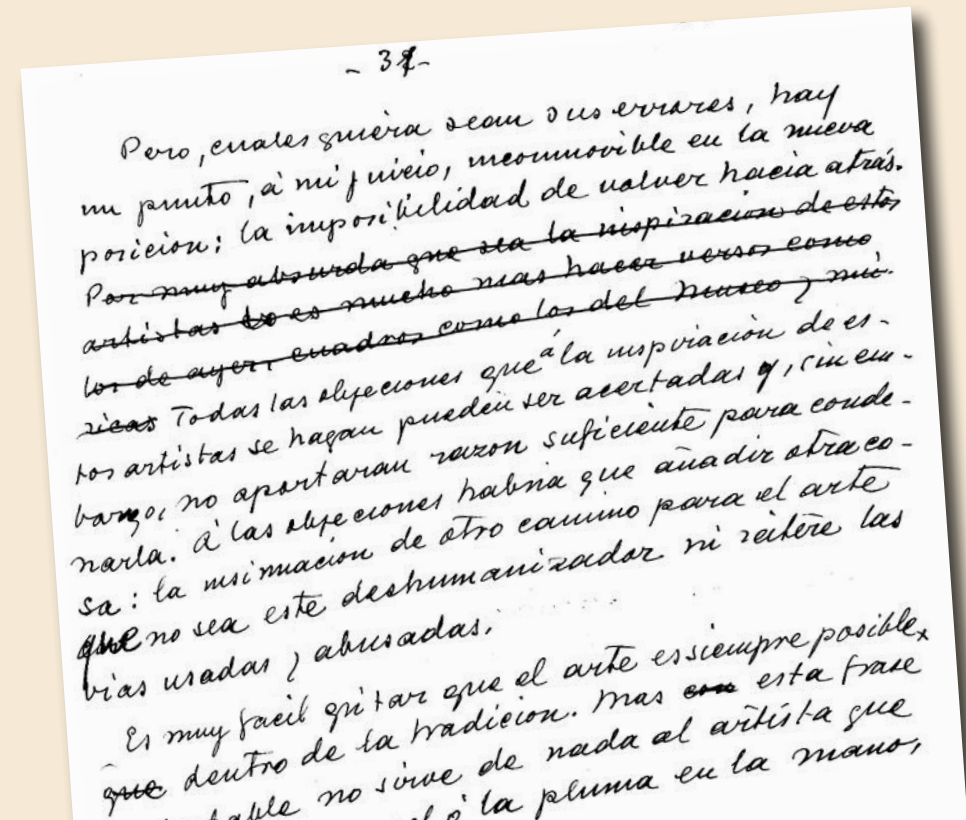 - 37 -
Pero, cualesquiera sean sus errores, hay
un punto, á mi juicio, inconmovible en la nueva
posicion: la imposibilidad de volver hacia atrás.
Por muy absurda que sea la inspiracion de estos
artistas es mucho mas hacer versos como
los de ayer, cuadros como los del museo y mú-
sicas Todas las objeciones que á la inspiración de es-
tos artistas se hagan pueden ser acertadas y, sin em-
bargo, no aportaran razon suficiente para conde-
narla. A las objeciones habria que añadir otra co-
sa: la insinuación de otro camino para el arte
que no sea este deshumanizador ni reitere las
vias usadas y abusadas.
Es muy facil gritar que el arte es siempre posible
que dentro de la tradicion. Mas con esta frase
no sirve de nada al artista que
ó la pluma en la mano,